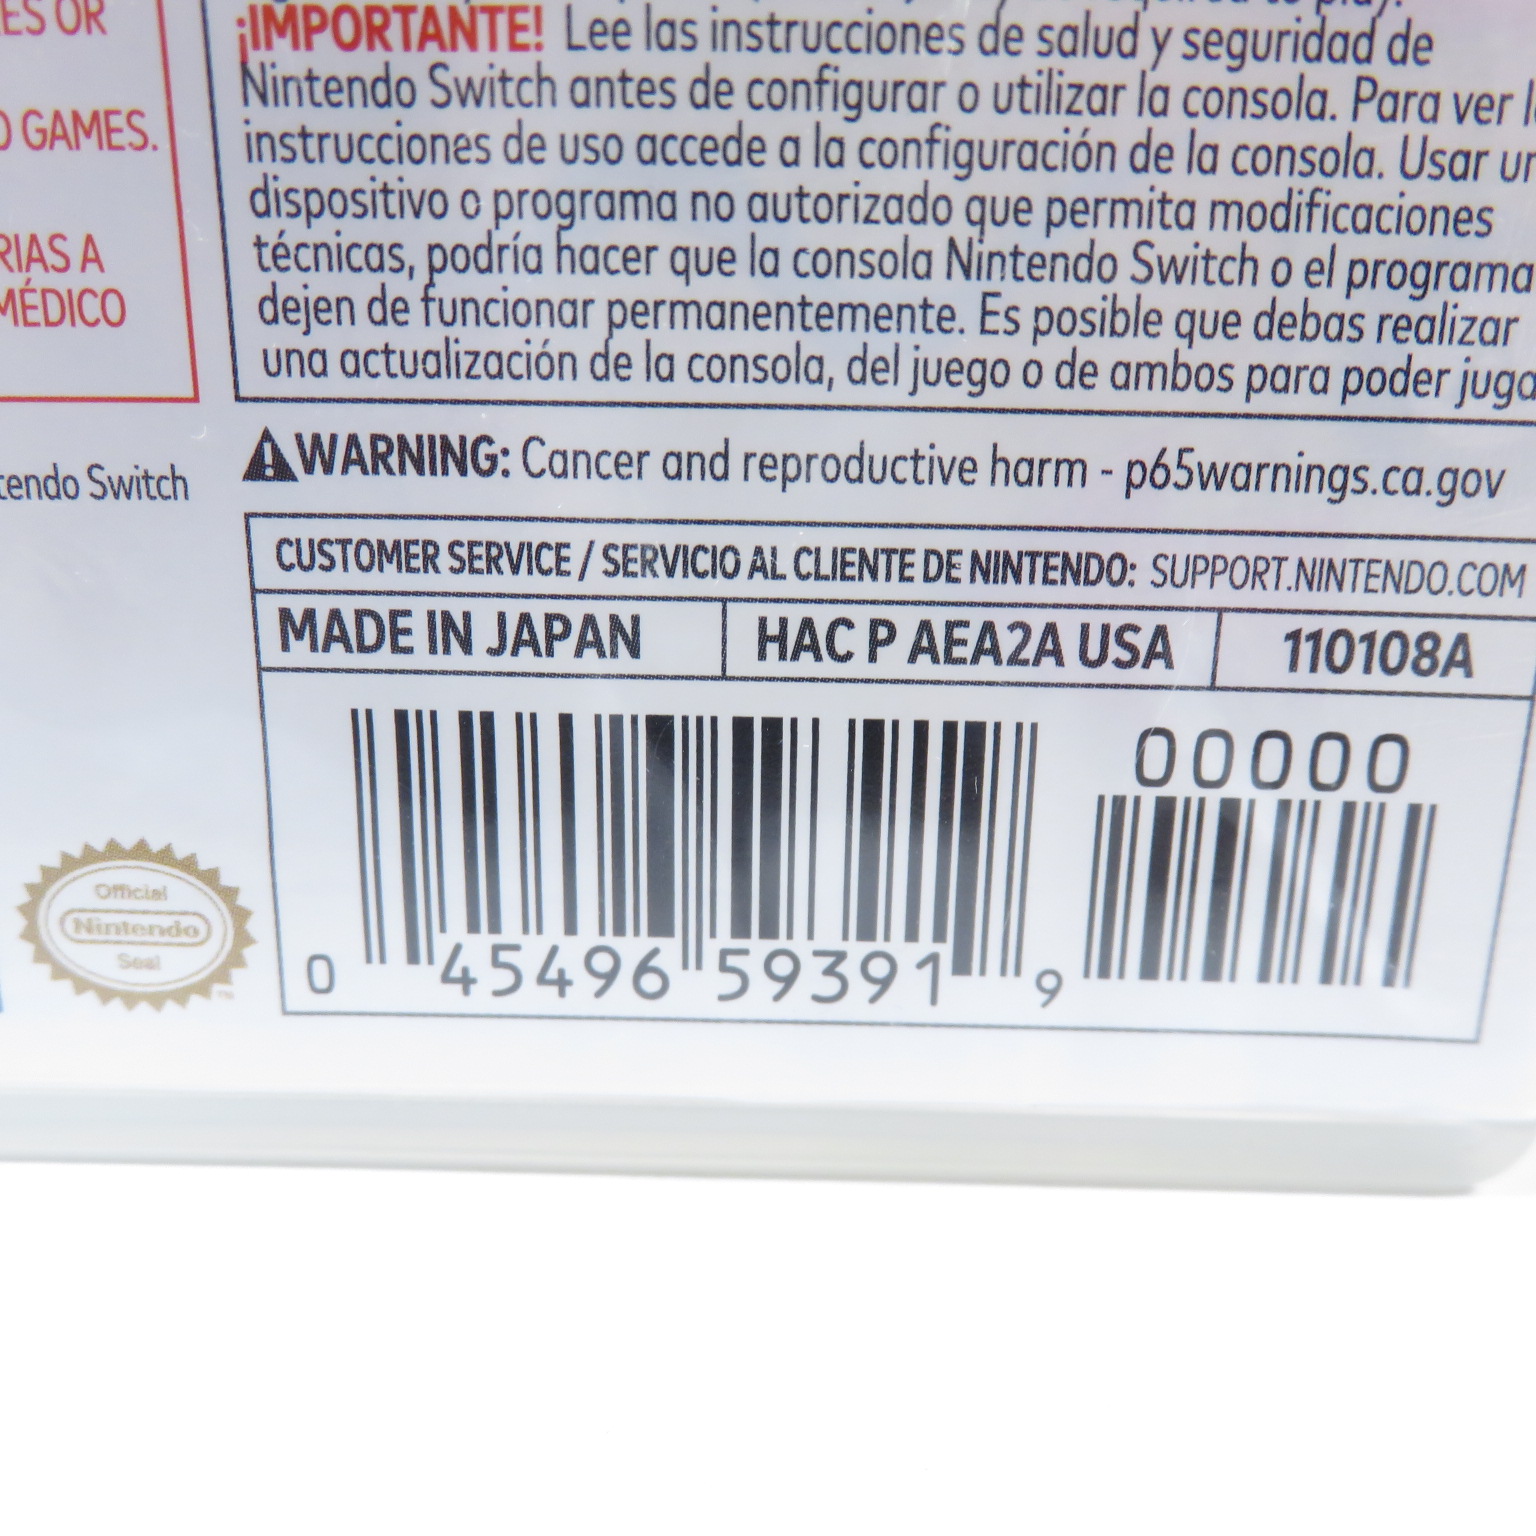 ES OR
GAMES.
RIAS A
MÉDICO
tendo Switch
¡IMPORTANTE! Lee las instrucciones de salud y seguridad de
Nintendo Switch antes de configurar o utilizar la consola. Para ver
instrucciones de uso accede a la configuración de la consola. Usar un
dispositivo o programa no autorizado que permita modificaciones
técnicas, podría hacer que la consola Nintendo Switch o el programa
dejen de funcionar permanentemente. Es posible que debas realizar
una actualización de la consola, del juego o de ambos para poder juga
WARNING: Cancer and reproductive harm - p65warnings.ca.gov
CUSTOMER SERVICE / SERVICIO AL CLIENTE DE NINTENDO: SUPPORT.NINTENDO.COM
MADE IN JAPAN HAC P AEA2A USA 110108A
00000
0 45496 59391 9
Official
Nintendo
Seal
TM